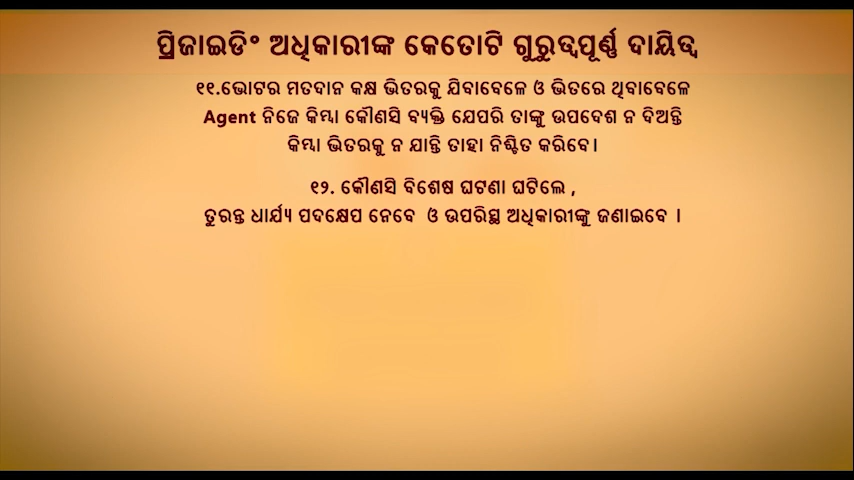 ପ୍ରିଜାଇଡିଂ ଅଧିକାରୀଙ୍କ କେତୋଟି ଗୁରୁତ୍ୱପୂର୍ଣ୍ଣ ଦାୟିତ୍ୱ
୧୧.ଭୋଟର ମତଦାନ କକ୍ଷ ଭିତରକୁ ଯିବାବେଳେ ଓ ଭିତରେ ଥିବାବେଳେ
Agent ନିଜେ କିମ୍ବା କୌଣସି ବ୍ୟକ୍ତି ଯେପରି ତାଙ୍କୁ ଉପଦେଶ ନ ଦିଅନ୍ତି
କିମ୍ବା ଭିତରକୁ ନ ଯାନ୍ତି ତାହା ନିଶ୍ଚିତ କରିବେ।
୧୨. କୌଣସି ବିଶେଷ ଘଟଣା ଘଟିଲେ ,
ତୁରନ୍ତ ଧାର୍ଯ୍ୟ ପଦକ୍ଷେପ ନେବେ ଓ ଉପରିସ୍ଥ ଅଧିକାରୀଙ୍କୁ ଜଣାଇବେ ।